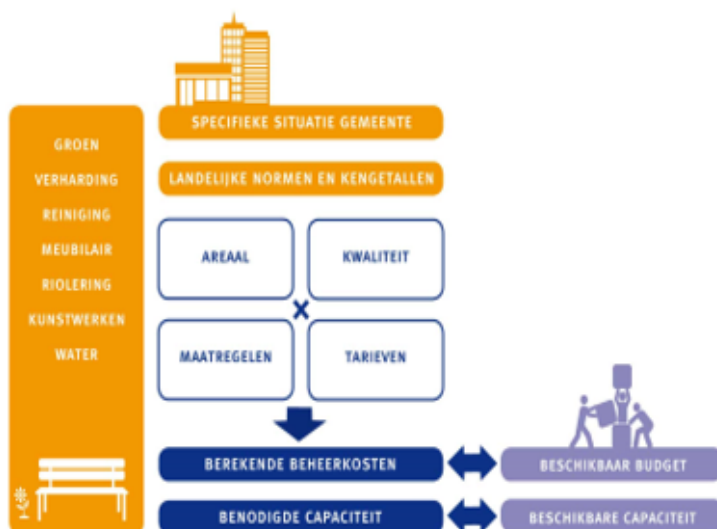 GROEN
VERHARDING
REINIGING
MEUBILAIR
RIOLERING
KUNSTWERKEN
WATER
SPECIFIEKE SITUATIE GEMEENTE
LANDELIJKE NORMEN EN KENGETALLEN
AREAAL
KWALITEIT
×
MAATREGELEN
TARIEVEN
BEREKENDE BEHEERKOSTEN
BESCHIKBAAR BUDGET
BENODIGDE CAPACITEIT
BESCHIKBARE CAPACITEIT